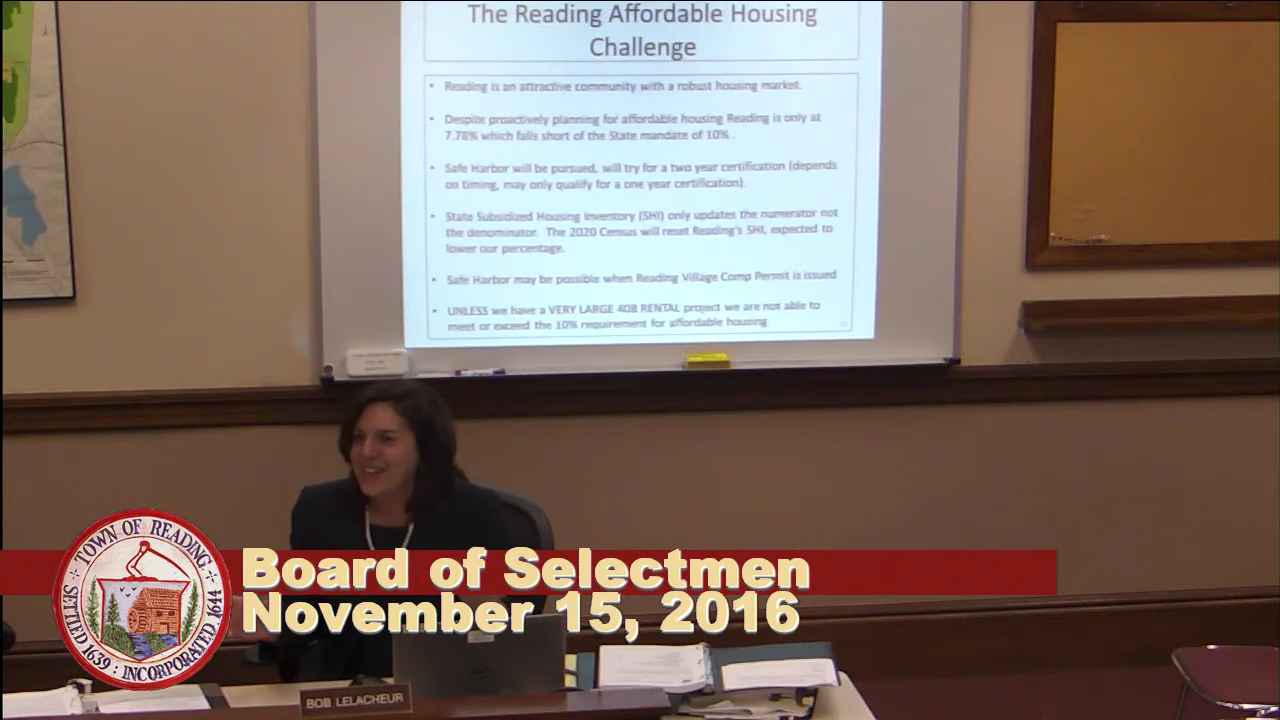 The Reading Affordable Housing
Challenge
• Reading is an attractive community with a robust housing market.
• Despite proactively planning for affordable housing Reading is only at
7.78% which falls short of the State mandate of 10% .
• Safe Harbor will be pursued, will try for a two year certification (depends
on timing, may only qualify for a one year certification).
• State Subsidized Housing Inventory (SHI) only updates the numerator not
the denominator. The 2020 Census will reset Reading's SHI, expected to
lower our percentage.
• Safe Harbor may be possible when Reading Village Comp Permit is issued
• UNLESS we have a VERY LARGE 40B RENTAL project we are not able to
meet or exceed the 10% requirement for affordable housing
TOWN OF READING
SETTLED 1639 : INCORPORATED 1644
Board of Selectmen
November 15, 2016
BOB LELACHEUR